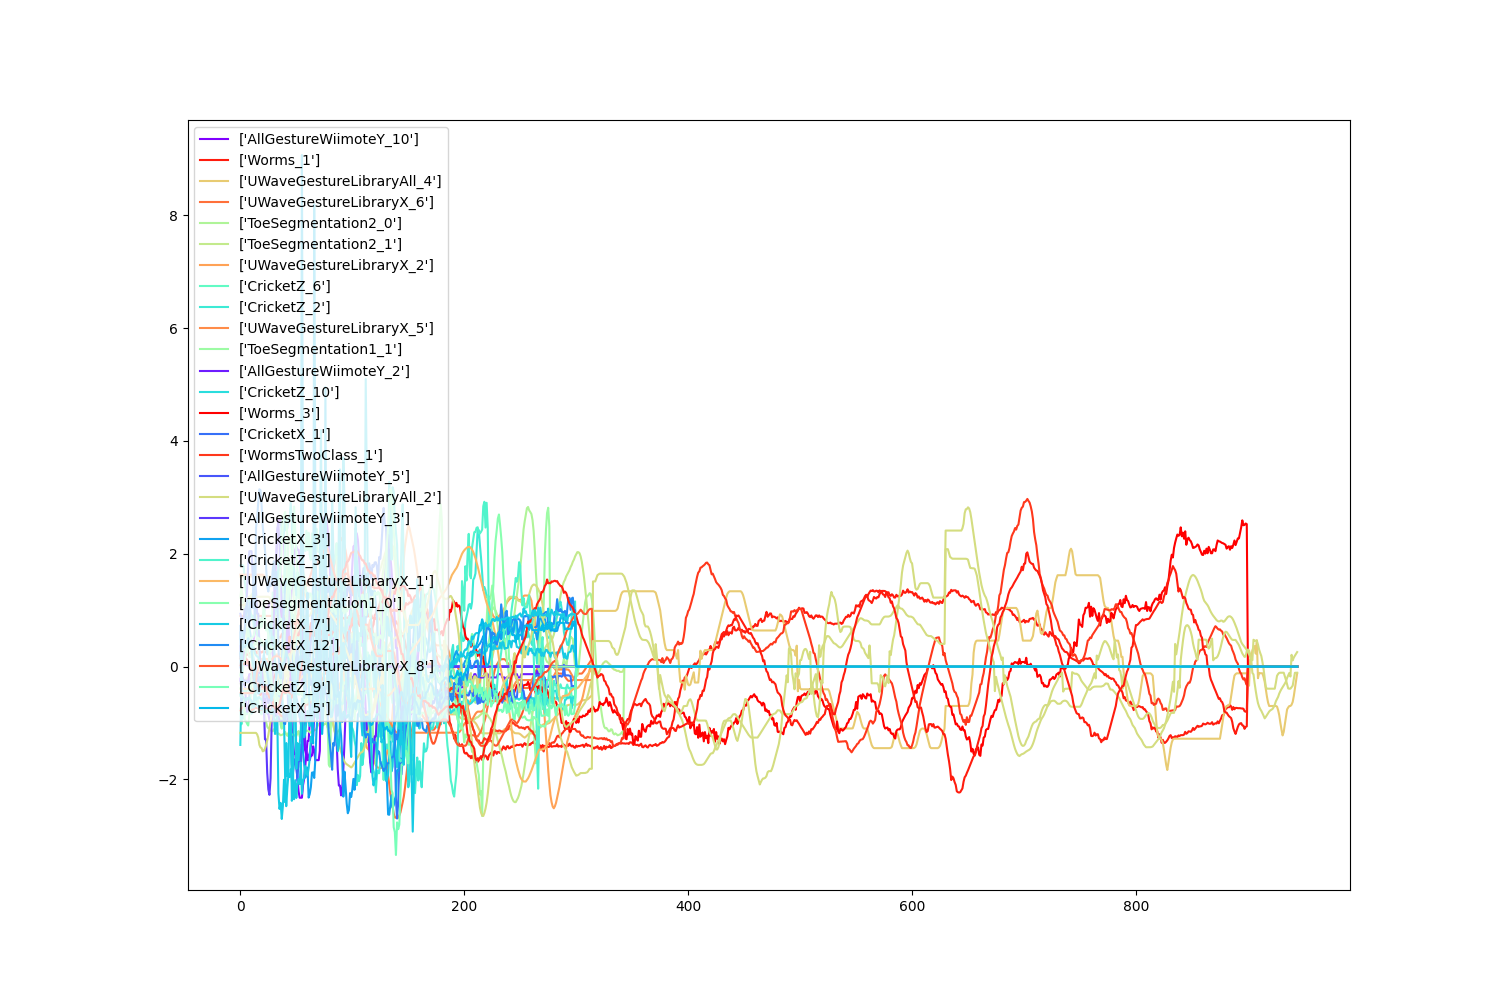 ['AllGestureWiimoteY_10']
['Worms_1']
['UWaveGestureLibraryAll_4']
['UWaveGestureLibraryX_6']
['ToeSegmentation2_0']
['ToeSegmentation2_1']
['UWaveGestureLibraryX_2']
['CricketZ_6']
['CricketZ_2']
['UWaveGestureLibraryX_5']
['ToeSegmentation1_1']
['AllGestureWiimoteY_2']
['CricketZ_10']
['Worms_3']
['CricketX_1']
['WormsTwoClass_1']
['AllGestureWiimoteY_5']
['UWaveGestureLibraryAll_2']
['AllGestureWiimoteY_3']
['CricketX_3']
['CricketZ_3']
['UWaveGestureLibraryX_1']
['ToeSegmentation1_0']
['CricketX_7']
['CricketX_12']
['UWaveGestureLibraryX_8']
['CricketZ_9']
['CricketX_5']
8
6
4
2
0
−2
0 200 400 600 800